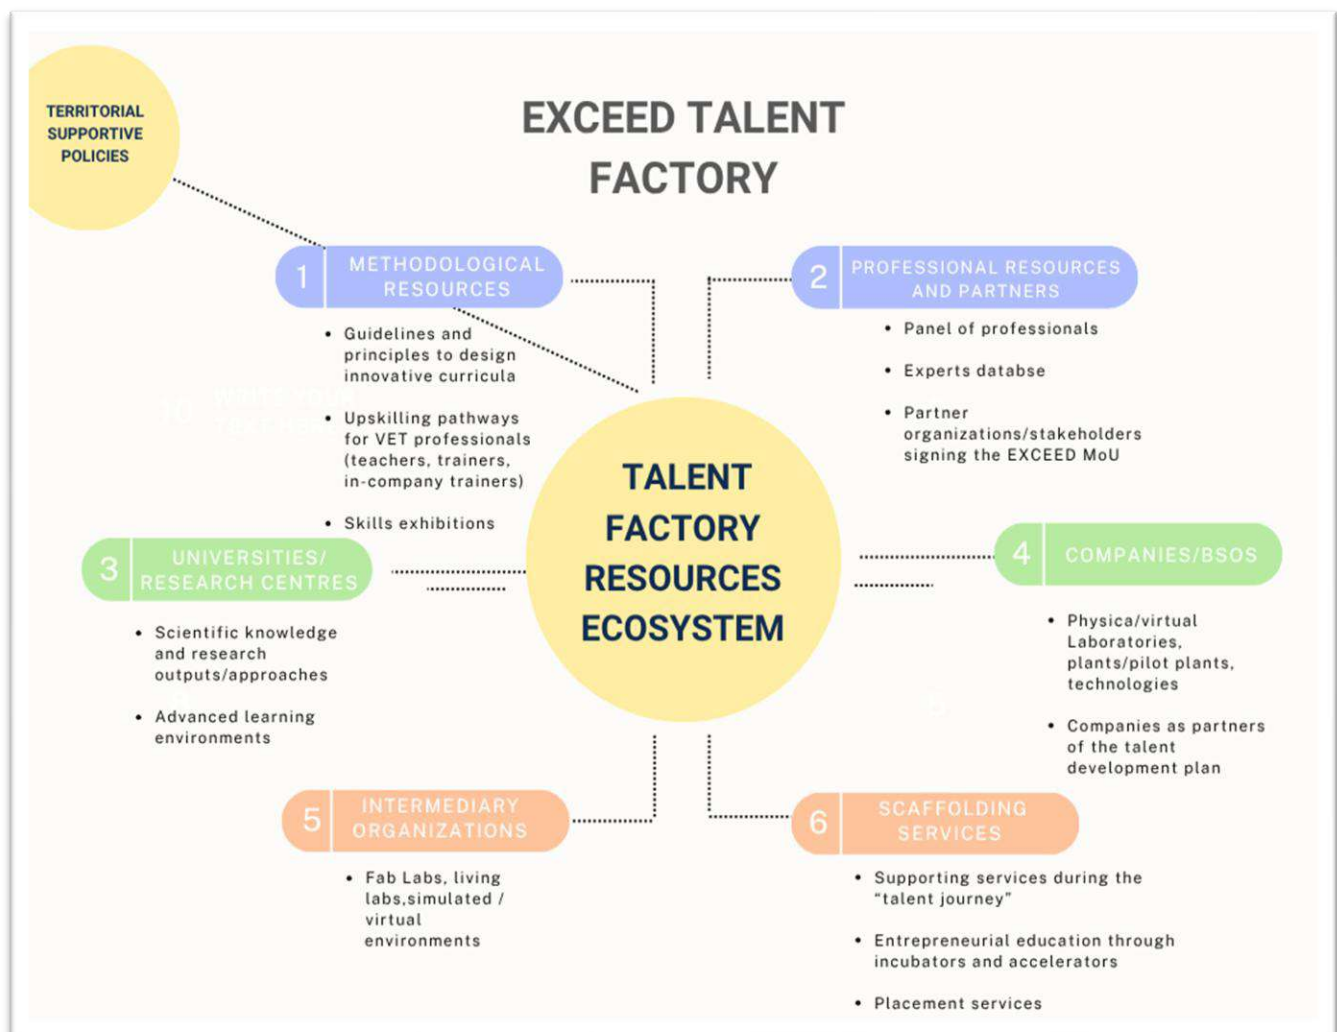 TERRITORIAL
SUPPORTIVE
POLICIES
EXCEED TALENT
FACTORY
1
METHODOLOGICAL
RESOURCES
• Guidelines and
principles to design
innovative curricula
• Upskilling pathways
for VET professionals
(teachers, trainers,
in-company trainers)
• Skills exhibitions
2
PROFESSIONAL RESOURCES
AND PARTNERS
• Panel of professionals
• Experts databse
• Partner
organizations/stakeholders
signing the EXCEED MoU
TALENT
FACTORY
RESOURCES
ECOSYSTEM
3
UNIVERSITIES/
RESEARCH CENTRES
• Scientific knowledge
and research
outputs/approaches
• Advanced learning
environments
4
COMPANIES/BSOS
• Physica/virtual
Laboratories,
plants/pilot plants,
technologies
• Companies as partners
of the talent
development plan
5
INTERMEDIARY
ORGANIZATIONS
• Fab Labs, living
labs,simulated /
virtual
environments
6
SCAFFOLDING
SERVICES
• Supporting services during the
“talent journey”
• Entrepreneurial education through
incubators and accelerators
• Placement services